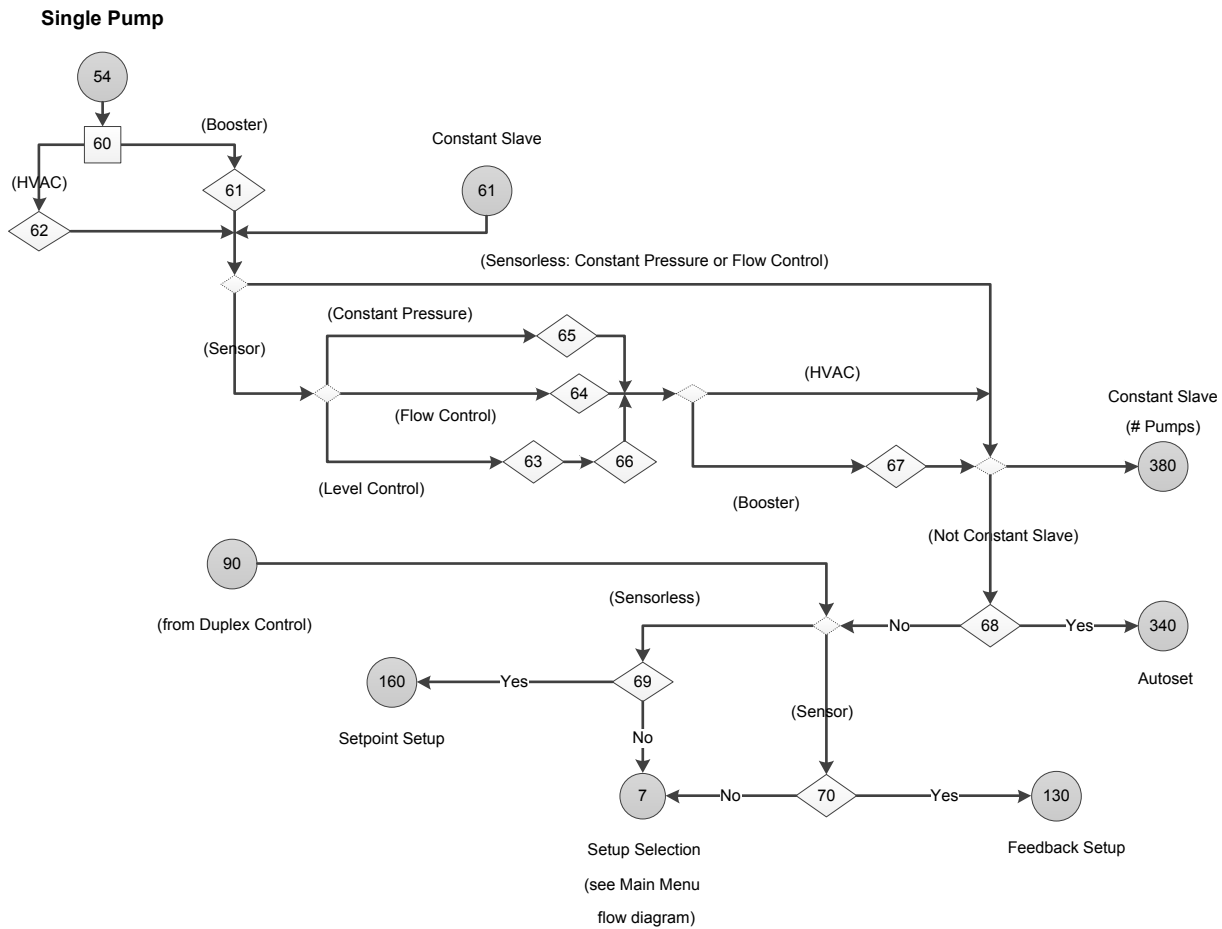 Single Pump
54
(Booster)
60
Constant Slave
(HVAC)
61
61
62
(Sensorless: Constant Pressure or Flow Control)
(Constant Pressure)
65
(Sensor)
(HVAC)
64
Constant Slave
(Flow Control)
(# Pumps)
63
66
67
380
(Level Control)
(Booster)
(Not Constant Slave)
90
(Sensorless)
(from Duplex Control)
No
68
Yes
340
Autoset
160
Yes
69
(Sensor)
Setpoint Setup
No
7
No
70
Yes
130
Setup Selection
Feedback Setup
(see Main Menu
flow diagram)